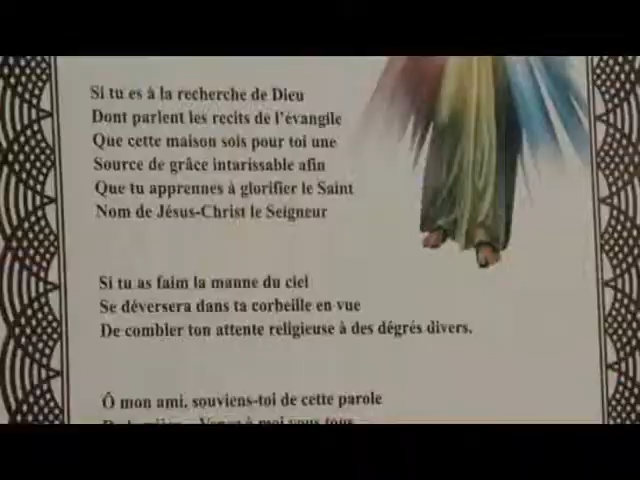 Si tu es à la recherche de Dieu
Dont parlent les recits de l'évangile
Que cette maison sois pour toi une
Source de grâce intarissable afin
Que tu apprennes à glorifier le Saint
Nom de Jésus-Christ le Seigneur
Si tu as faim la manne du ciel
Se déversera dans ta corbeille en vue
De combler ton attente religieuse à des dégrés divers.
Ô mon ami, souviens-toi de cette parole